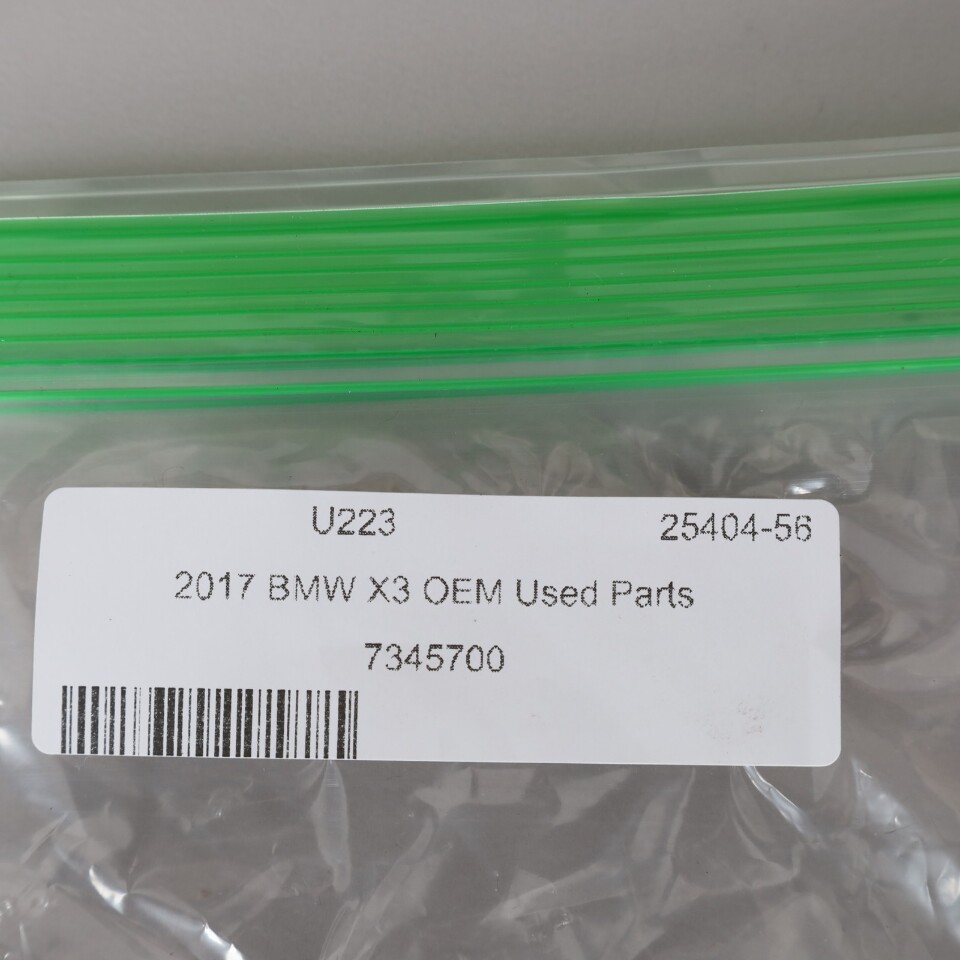 U223 25404-56
2017 BMW X3 OEM Used Parts
7345700